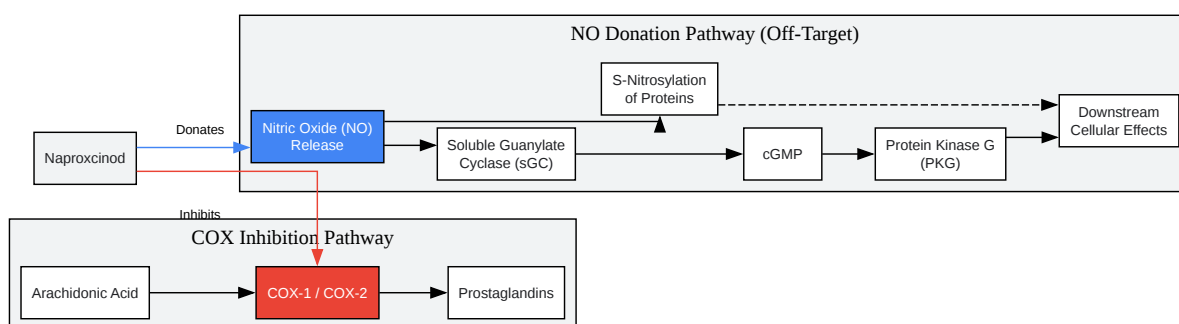 NO Donation Pathway (Off-Target)
S-Nitrosylation
of Proteins
Donates
Nitric Oxide (NO)
Release
Downstream
Cellular Effects
Naproxcinod
Soluble Guanylate
Cyclase (sGC)
cGMP
Protein Kinase G
(PKG)
Inhibits
COX Inhibition Pathway
Arachidonic Acid
COX-1 / COX-2
Prostaglandins